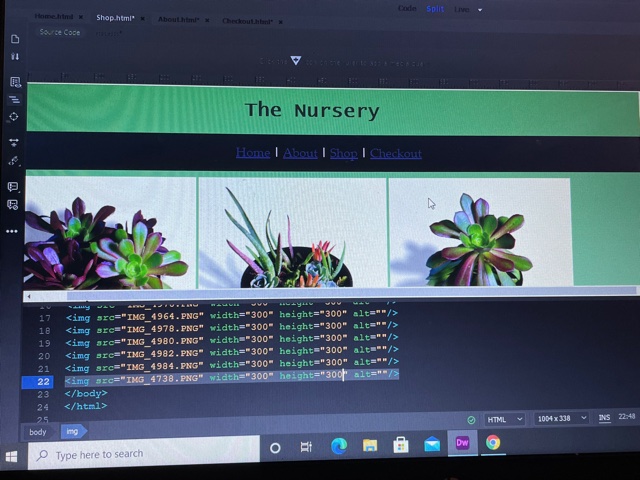 Home.html × Shop.html* × About.html* × Checkout.html* ×
Code Split Live
Source Code
The Nursery
Home | About | Shop | Checkout
17 <img src="IMG_4964.PNG" width="300" height="300" alt=""/>
18 <img src="IMG_4978.PNG" width="300" height="300" alt=""/>
19 <img src="IMG_4980.PNG" width="300" height="300" alt=""/>
20 <img src="IMG_4982.PNG" width="300" height="300" alt=""/>
21 <img src="IMG_4984.PNG" width="300" height="300" alt=""/>
22 <img src="IMG_4738.PNG" width="300" height="300" alt=""/>
23 </body>
24 </html>
25
body img
HTML 1004 x 338 INS 22:48
Type here to search
Dw